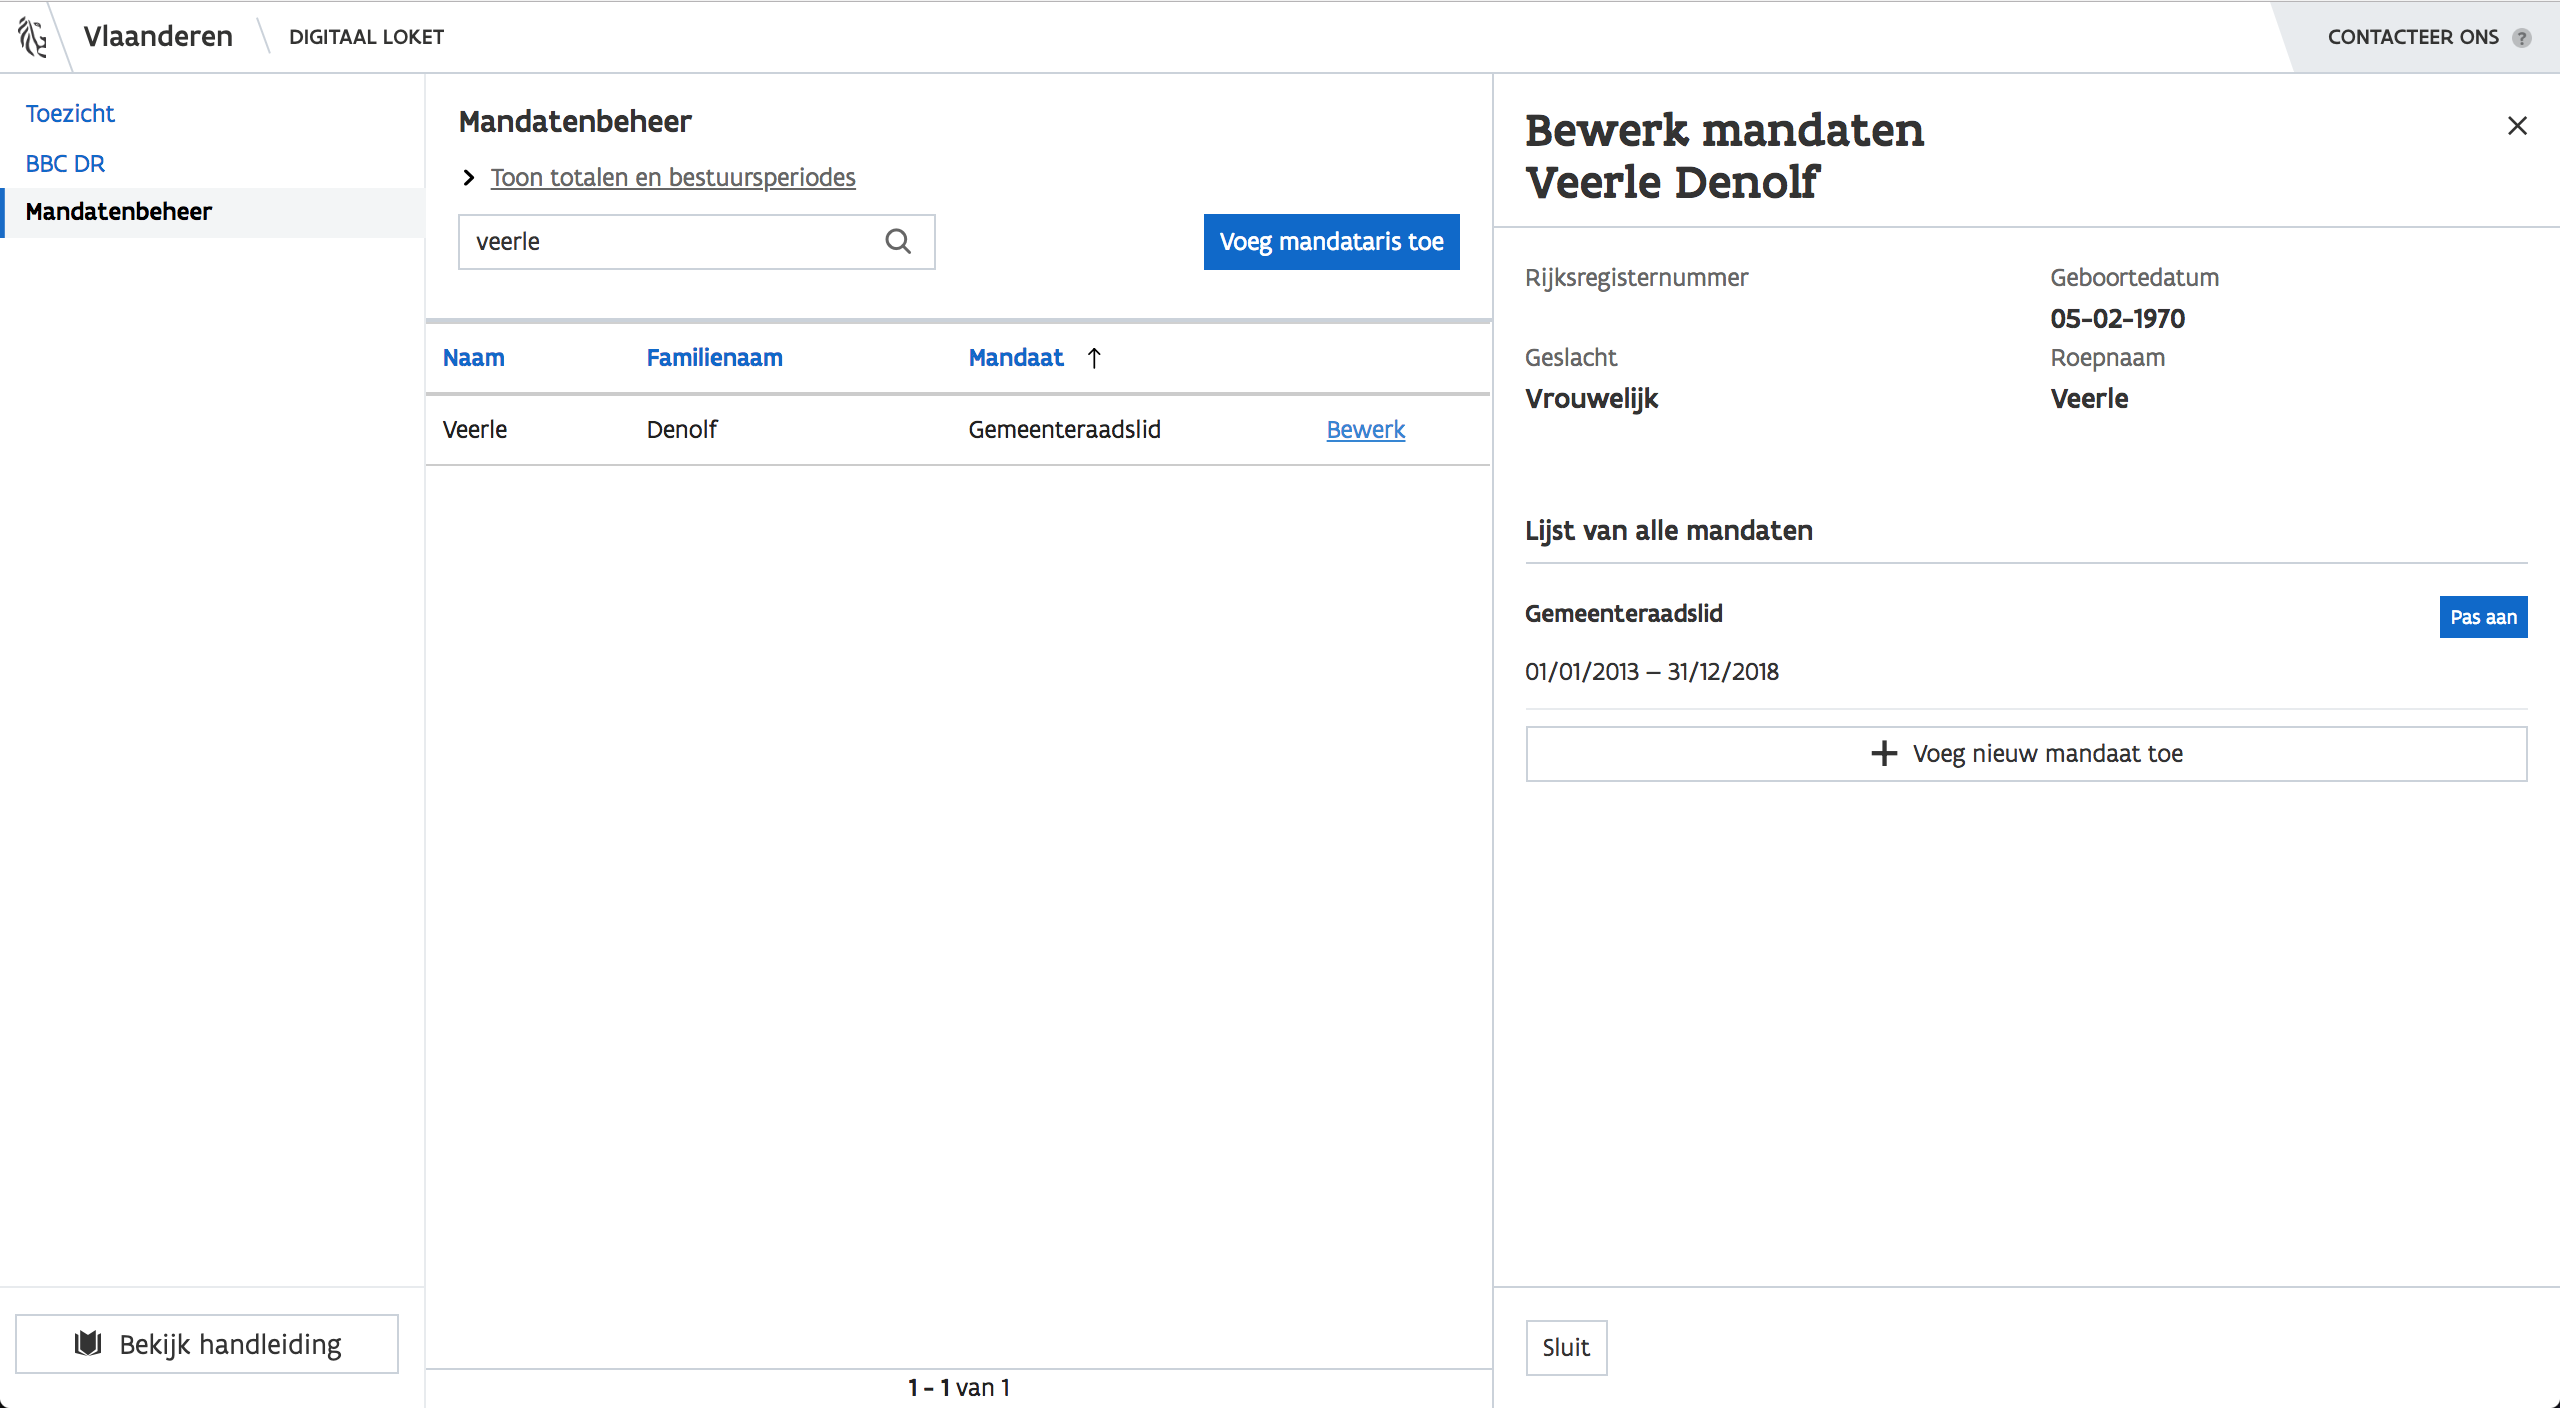 Vlaanderen
DIGITAAL LOKET
CONTACTEER ONS ?
Toezicht
BBC DR
Mandatenbeheer
Mandatenbeheer
Toon totalen en bestuursperiodes
veerle
Voeg mandataris toe
Naam Familienaam Mandaat ↑
Veerle Denolf Gemeenteraadslid Bewerk
1 - 1 van 1
Bekijk handleiding
Bewerk mandaten
Veerle Denolf
Rijksregisternummer
Geboortedatum
05-02-1970
Geslacht
Vrouwelijk
Roepnaam
Veerle
Lijst van alle mandaten
Gemeenteraadslid
Pas aan
01/01/2013 – 31/12/2018
Voeg nieuw mandaat toe
Sluit